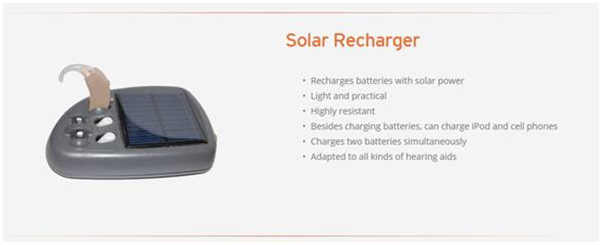 Solar Recharger
• Recharges batteries with solar power
• Light and practical
• Highly resistant
• Besides charging batteries, can charge iPod and cell phones
• Charges two batteries simultaneously
• Adapted to all kinds of hearing aids